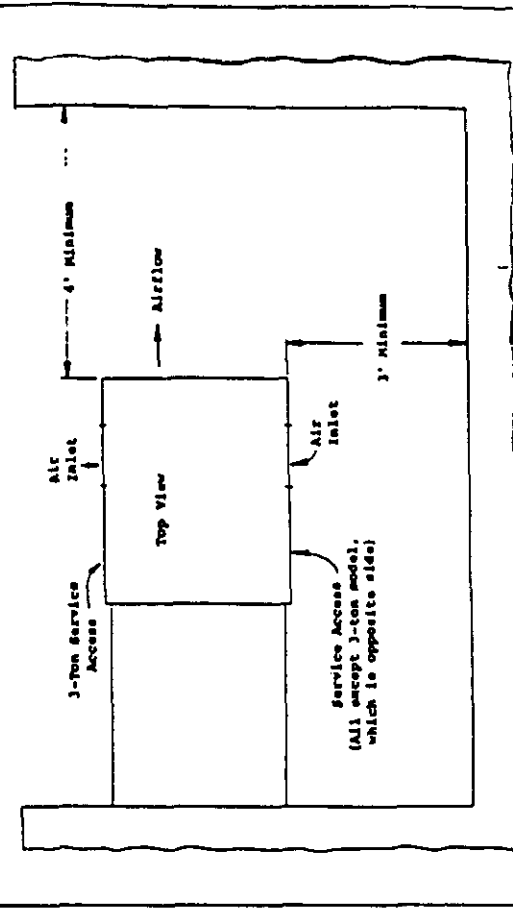 4' Minimum
Airflow
3' Minimum
Air
Inlet
Air
Inlet
Top View
3-Ton Service
Access
Service Access
(All except 3-ton model,
which is opposite side)